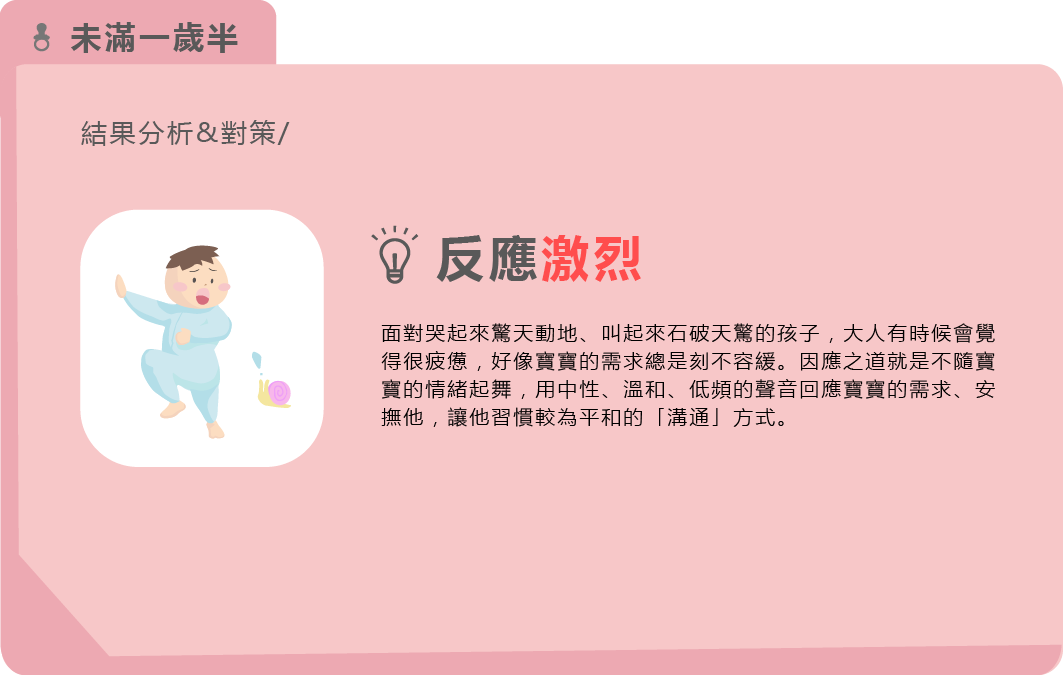 未滿一歲半
結果分析&對策/
反應激烈
面對哭起來驚天動地、叫起來石破天驚的孩子，大人有時候會覺
得很疲憊，好像寶寶的需求總是刻不容緩。因應之道就是不隨寶
寶的情緒起舞，用中性、溫和、低頻的聲音回應寶寶的需求、安
撫他，讓他習慣較為平和的「溝通」方式。